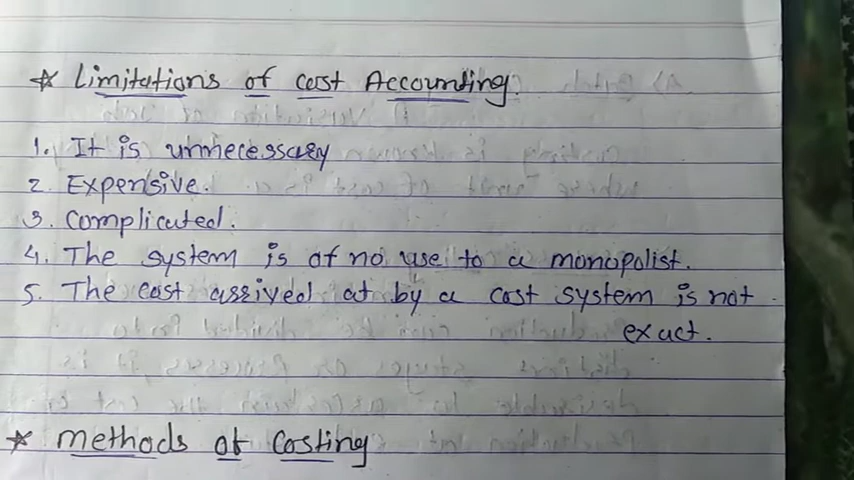 ☆ Limitations of cost Accounting.
1. It is unnecessary
2. Expensive.
3. Complicated.
4. The system is of no use to a monopolist.
5. The cost arrived at by a cost system is not
exact.
☆ methods of Costing